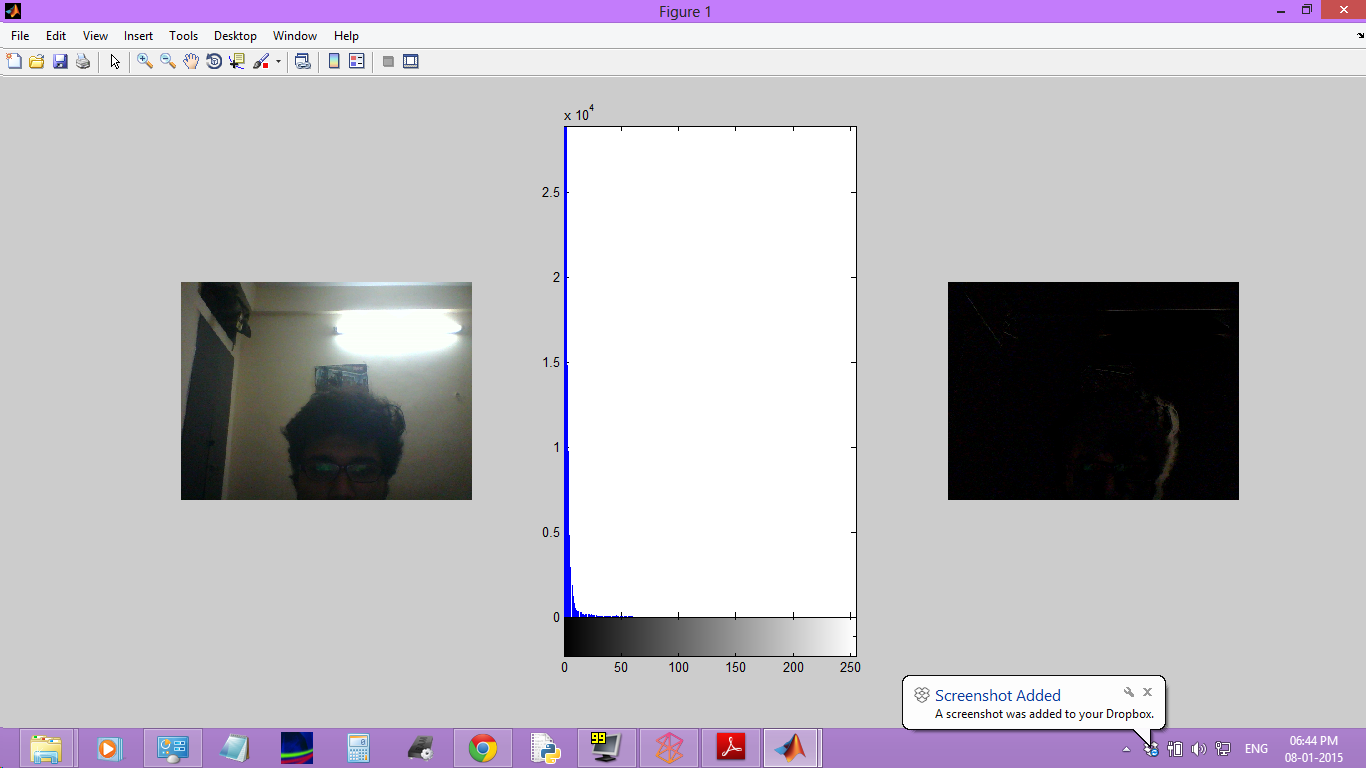 Figure 1
File Edit View Insert Tools Desktop Window Help
x 10^4
2.5
2
1.5
1
0.5
0
0 50 100 150 200 250
Screenshot Added
A screenshot was added to your Dropbox.
99
ENG
06:44 PM
08-01-2015